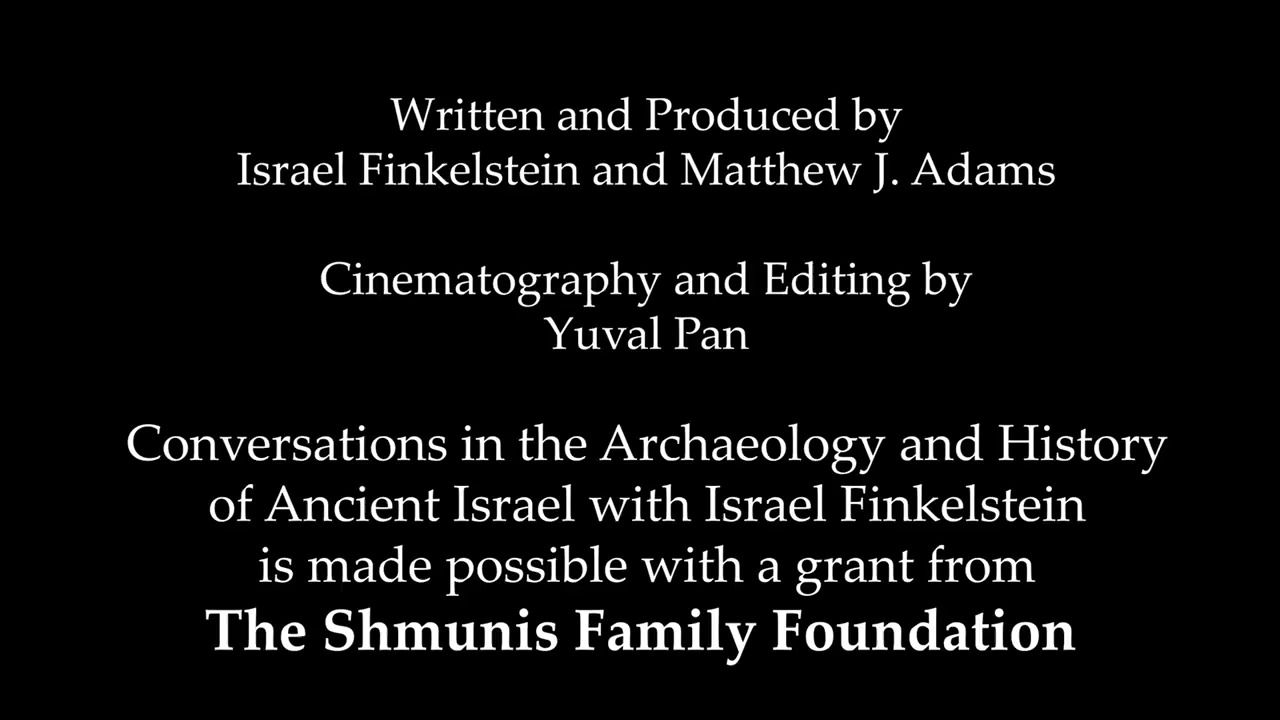 Written and Produced by
Israel Finkelstein and Matthew J. Adams
Cinematography and Editing by
Yuval Pan
Conversations in the Archaeology and History
of Ancient Israel with Israel Finkelstein
is made possible with a grant from
The Shmunis Family Foundation